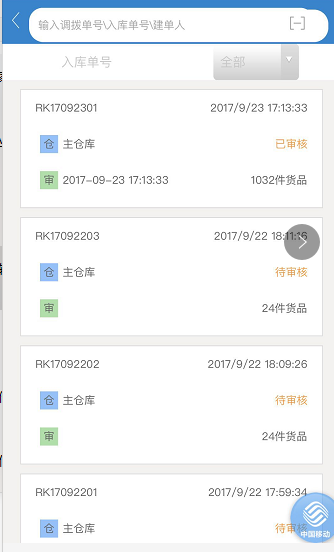 输入调拨单号\入库单号\建单人
入库单号 全部
RK17092301 2017/9/23 17:13:33
仓 主仓库 已审核
审 2017-09-23 17:13:33 1032件货品
RK17092203 2017/9/22 18:11:16
仓 主仓库 待审核
审 24件货品
RK17092202 2017/9/22 18:09:26
仓 主仓库 待审核
审 24件货品
RK17092201 2017/9/22 17:59:34
仓 主仓库 待审核
中国移动